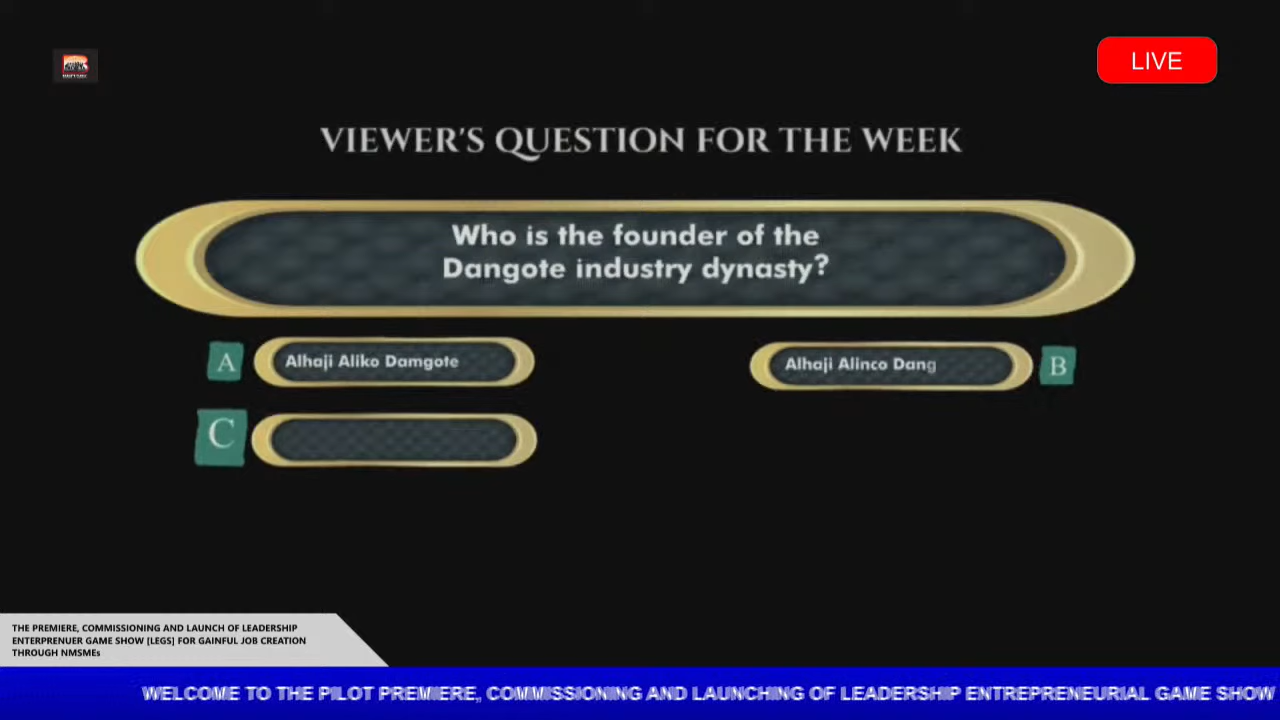 LIVE
VIEWER'S QUESTION FOR THE WEEK
Who is the founder of the
Dangote industry dynasty?
A Alhaji Aliko Damgote
Alhaji Alinco Dang B
C
THE PREMIERE, COMMISSIONING AND LAUNCH OF LEADERSHIP
ENTERPRENUER GAME SHOW [LEGS] FOR GAINFUL JOB CREATION
THROUGH NMSMEs
WELCOME TO THE PILOT PREMIERE, COMMISSIONING AND LAUNCHING OF LEADERSHIP ENTREPRENEURIAL GAME SHOW